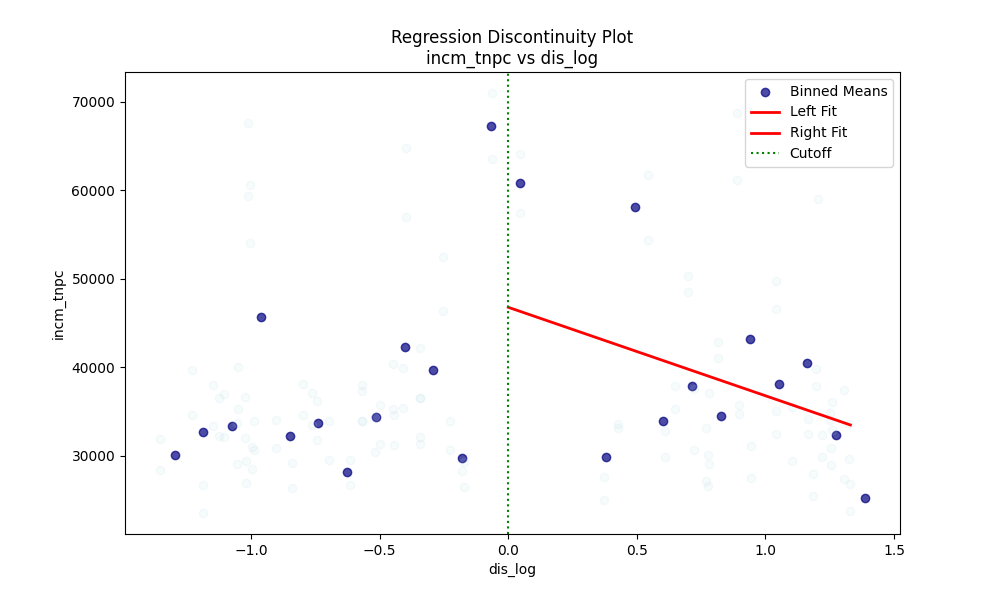 Regression Discontinuity Plot
incm_tnpc vs dis_log
Binned Means
Left Fit
Right Fit
Cutoff
70000
60000
50000
40000
30000
incm_tnpc
−1.0
−0.5
0.0
0.5
1.0
1.5
dis_log